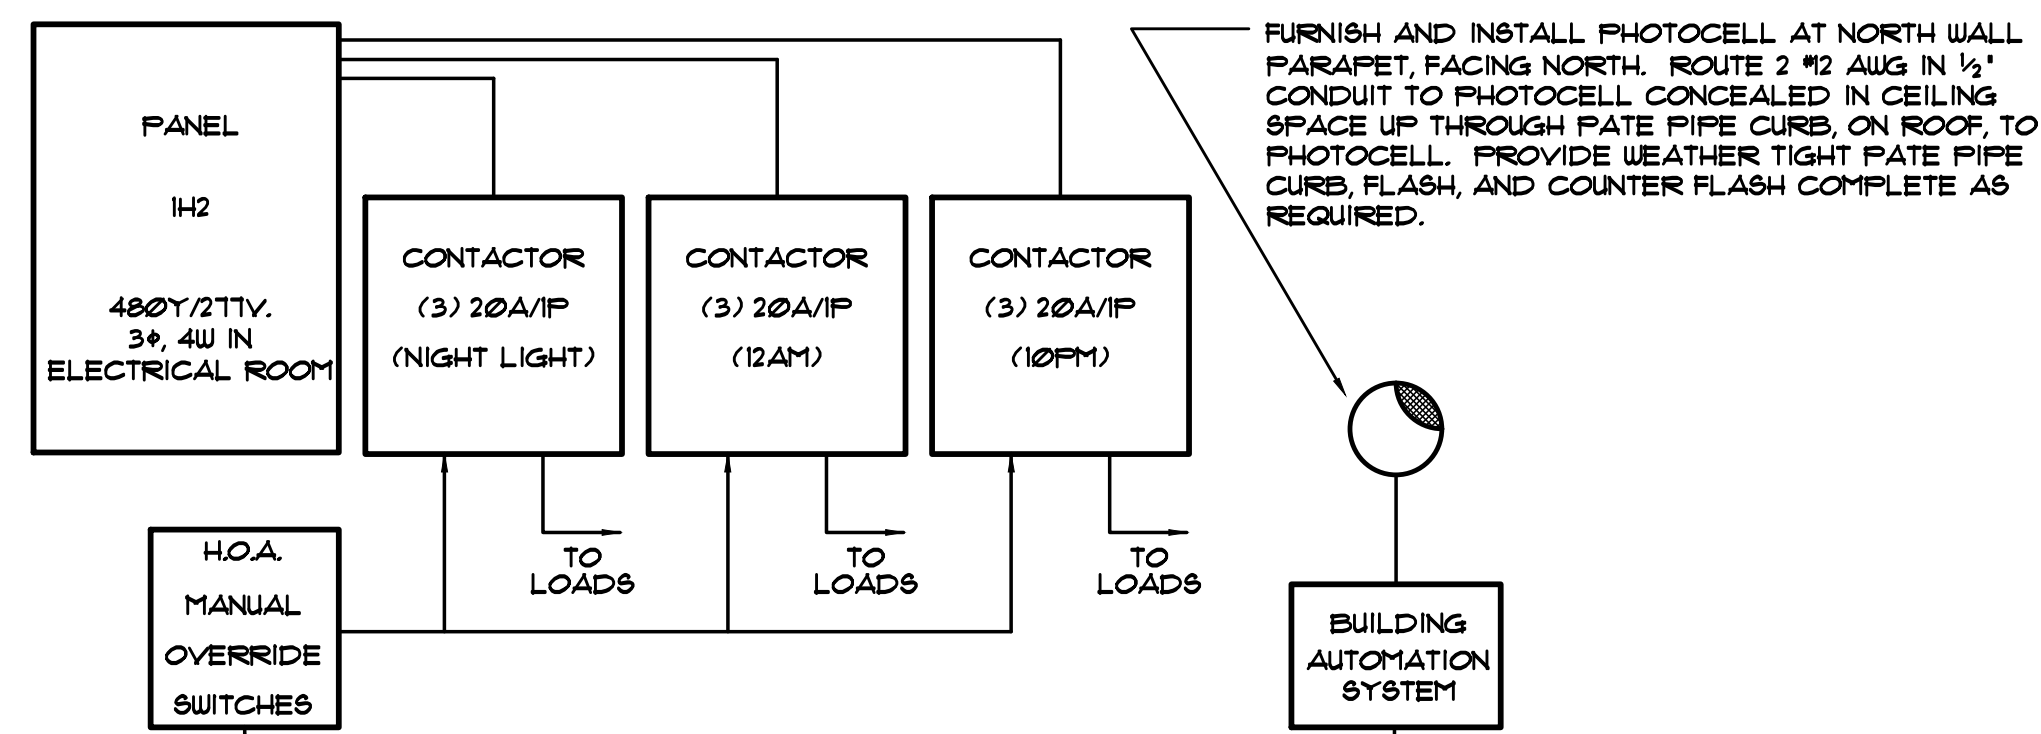 PANEL
1H2
480Y/277V.
3φ, 4W IN
ELECTRICAL ROOM
CONTACTOR
(3) 20A/1P
(NIGHT LIGHT)
CONTACTOR
(3) 20A/1P
(12AM)
CONTACTOR
(3) 20A/1P
(10PM)
FURNISH AND INSTALL PHOTOCELL AT NORTH WALL
PARAPET, FACING NORTH. ROUTE 2 #12 AWG IN ½"
CONDUIT TO PHOTOCELL CONCEALED IN CEILING
SPACE UP THROUGH PATE PIPE CURB, ON ROOF, TO
PHOTOCELL. PROVIDE WEATHER TIGHT PATE PIPE
CURB, FLASH, AND COUNTER FLASH COMPLETE AS
REQUIRED.
TO
LOADS
TO
LOADS
TO
LOADS
H.O.A.
MANUAL
OVERRIDE
SWITCHES
BUILDING
AUTOMATION
SYSTEM